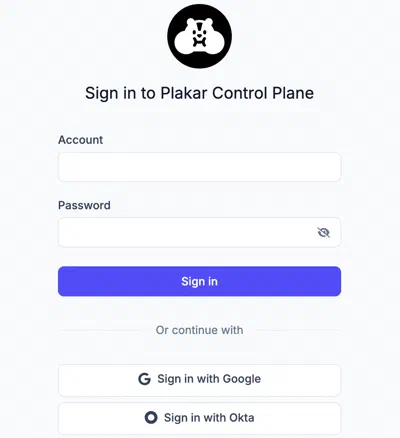 Sign in to Plakar Control Plane
Account
Password
Sign in
Or continue with
Sign in with Google
Sign in with Okta